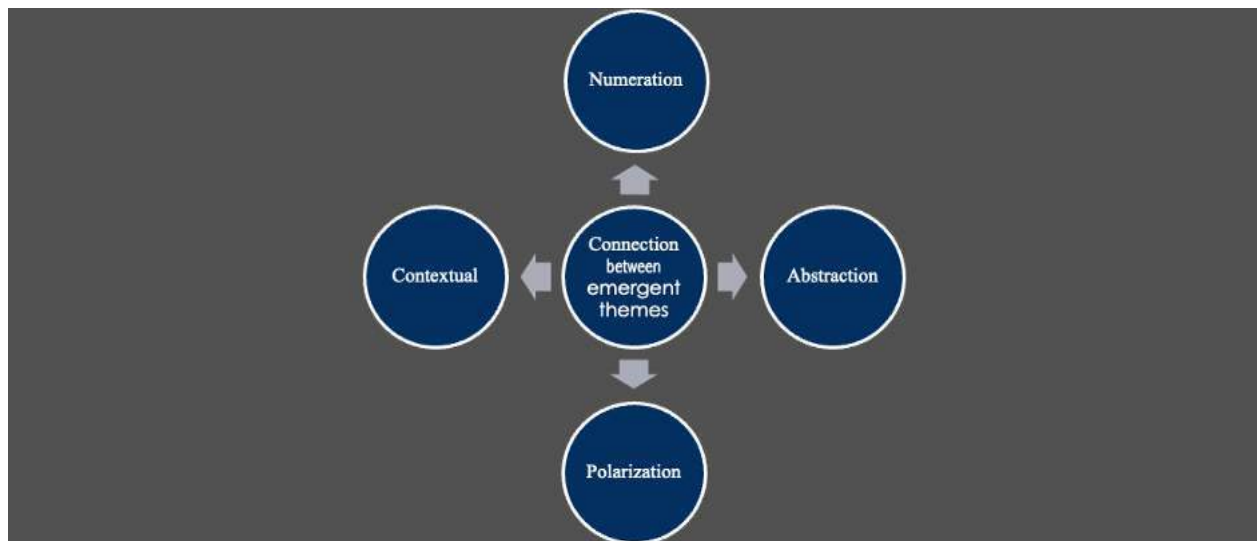 Numeration
Contextual
Connection
between
emergent
themes
Abstraction
Polarization